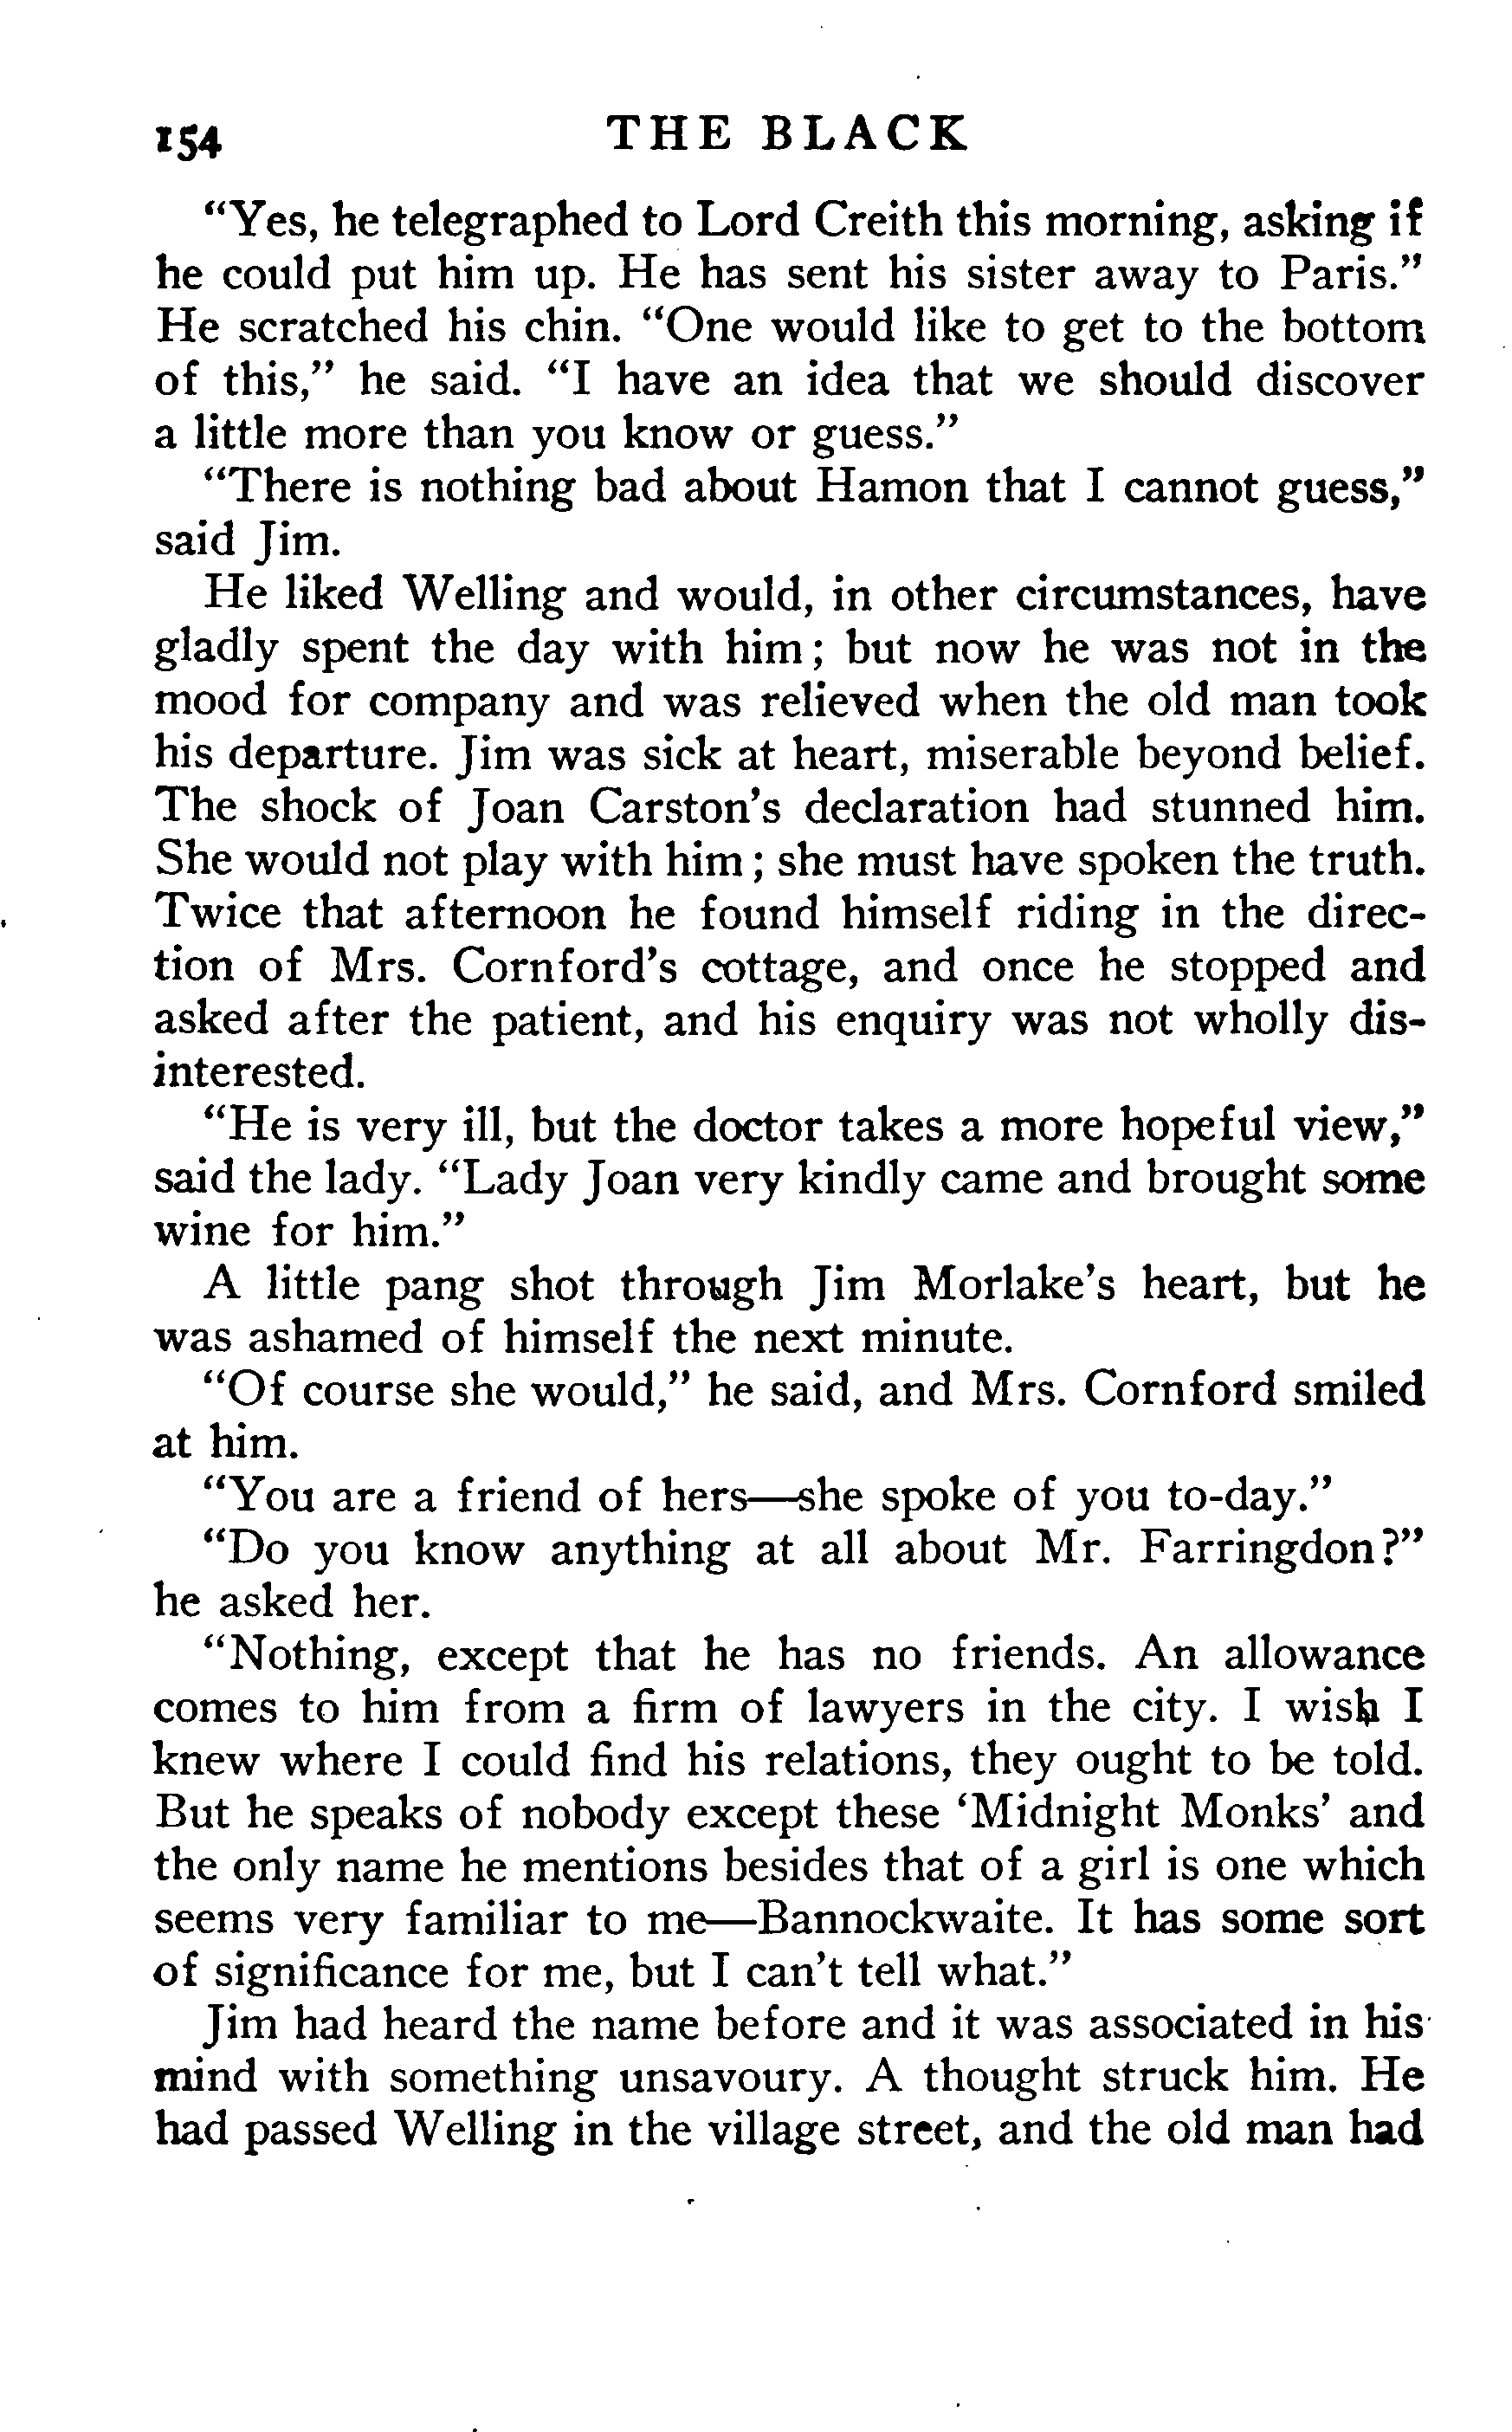 154 THE BLACK
“Yes, he telegraphed to Lord Creith this morning, asking if
he could put him up. He has sent his sister away to Paris.”
He scratched his chin. “One would like to get to the bottom
of this,” he said. “I have an idea that we should discover
a little more than you know or guess.”
“There is nothing bad about Hamon that I cannot guess,”
said Jim.
He liked Welling and would, in other circumstances, have
gladly spent the day with him; but now he was not in the
mood for company and was relieved when the old man took
his departure. Jim was sick at heart, miserable beyond belief.
The shock of Joan Carston’s declaration had stunned him.
She would not play with him; she must have spoken the truth.
Twice that afternoon he found himself riding in the direc-
tion of Mrs. Cornford’s cottage, and once he stopped and
asked after the patient, and his enquiry was not wholly dis-
interested.
“He is very ill, but the doctor takes a more hopeful view,”
said the lady. “Lady Joan very kindly came and brought some
wine for him.”
A little pang shot through Jim Morlake’s heart, but he
was ashamed of himself the next minute.
“Of course she would,” he said, and Mrs. Cornford smiled
at him.
“You are a friend of hers—she spoke of you to-day.”
“Do you know anything at all about Mr. Farringdon?”
he asked her.
“Nothing, except that he has no friends. An allowance
comes to him from a firm of lawyers in the city. I wish I
knew where I could find his relations, they ought to be told.
But he speaks of nobody except these ‘Midnight Monks’ and
the only name he mentions besides that of a girl is one which
seems very familiar to me—Bannockwaite. It has some sort
of significance for me, but I can’t tell what.”
Jim had heard the name before and it was associated in his
mind with something unsavoury. A thought struck him. He
had passed Welling in the village street, and the old man had